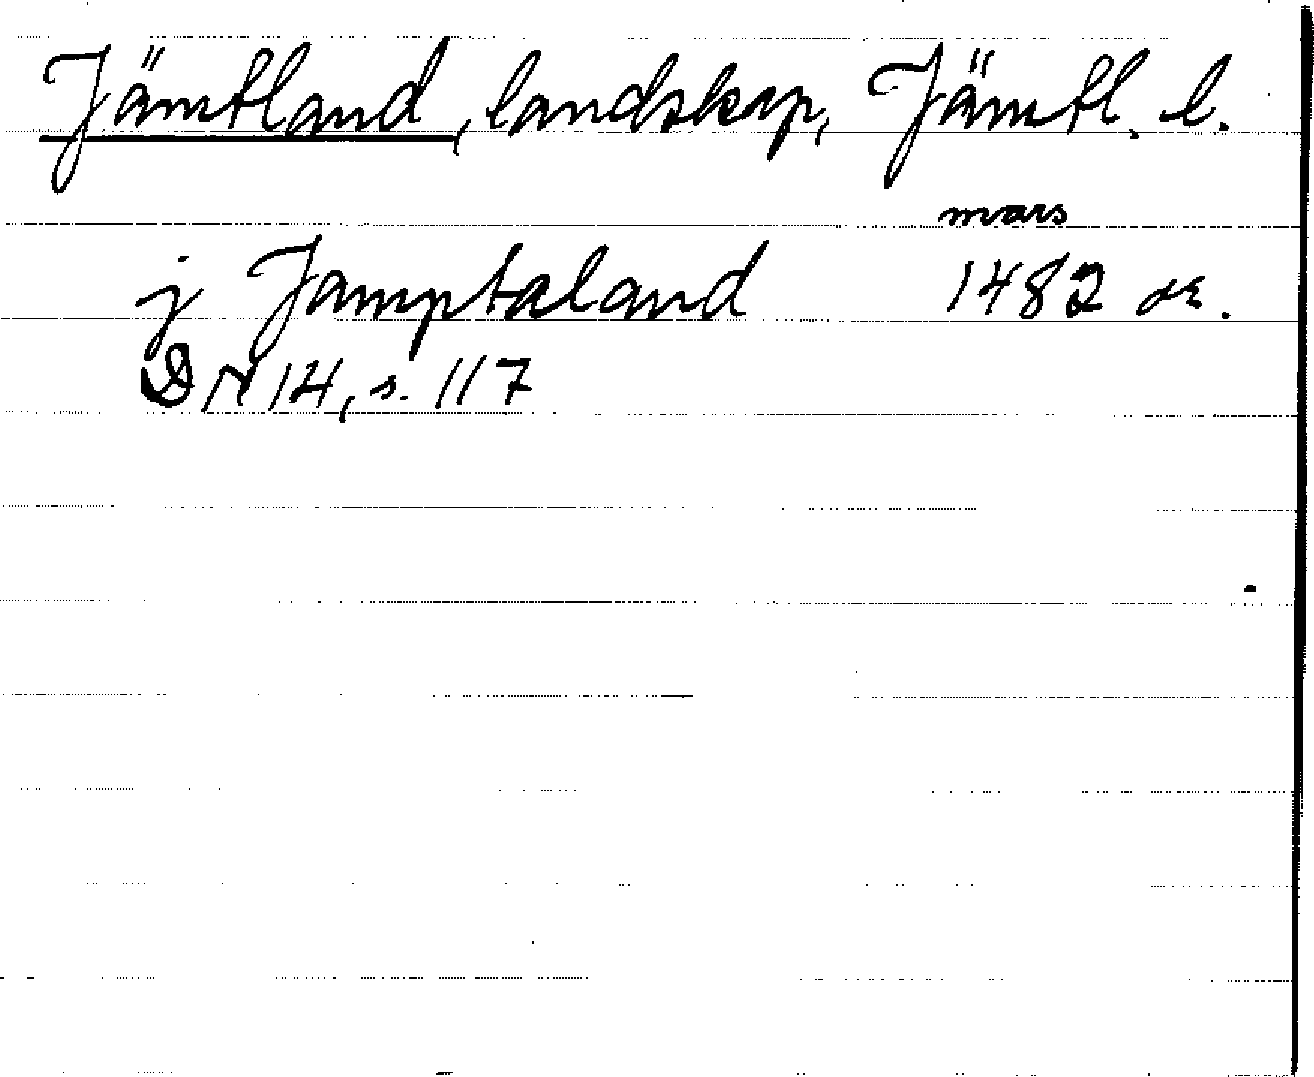 Jämtland, landskap, Jämtl. l.
mars
j Jamptaland 1482 or.
DN 14, s. 117